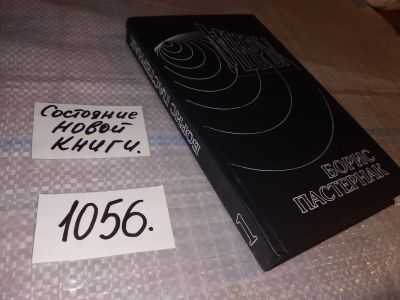 Состояние
новой
книги.
1056.
БОРИС
ПАСТЕРНАК
БОРИС ПАСТЕРНАК
1